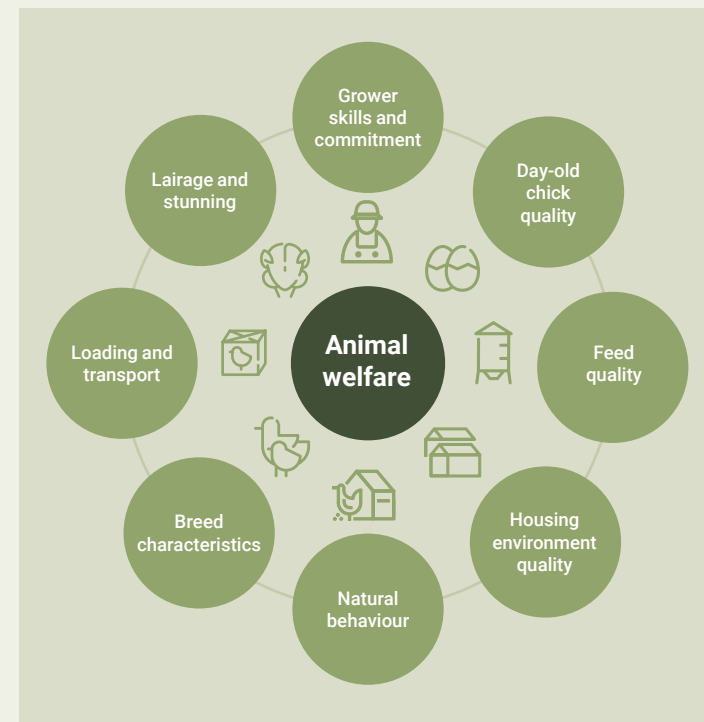 Grower
skills and
commitment
Day-old
chick
quality
Feed
quality
Housing
environment
quality
Natural
behaviour
Breed
characteristics
Loading and
transport
Lairage and
stunning
Animal
welfare